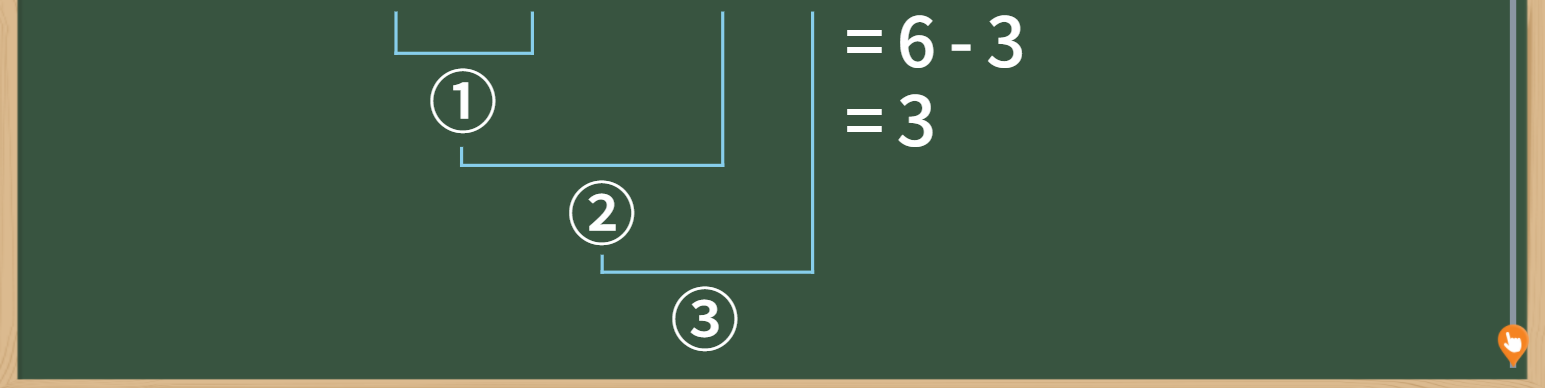 = 6 - 3
①
= 3
②
③